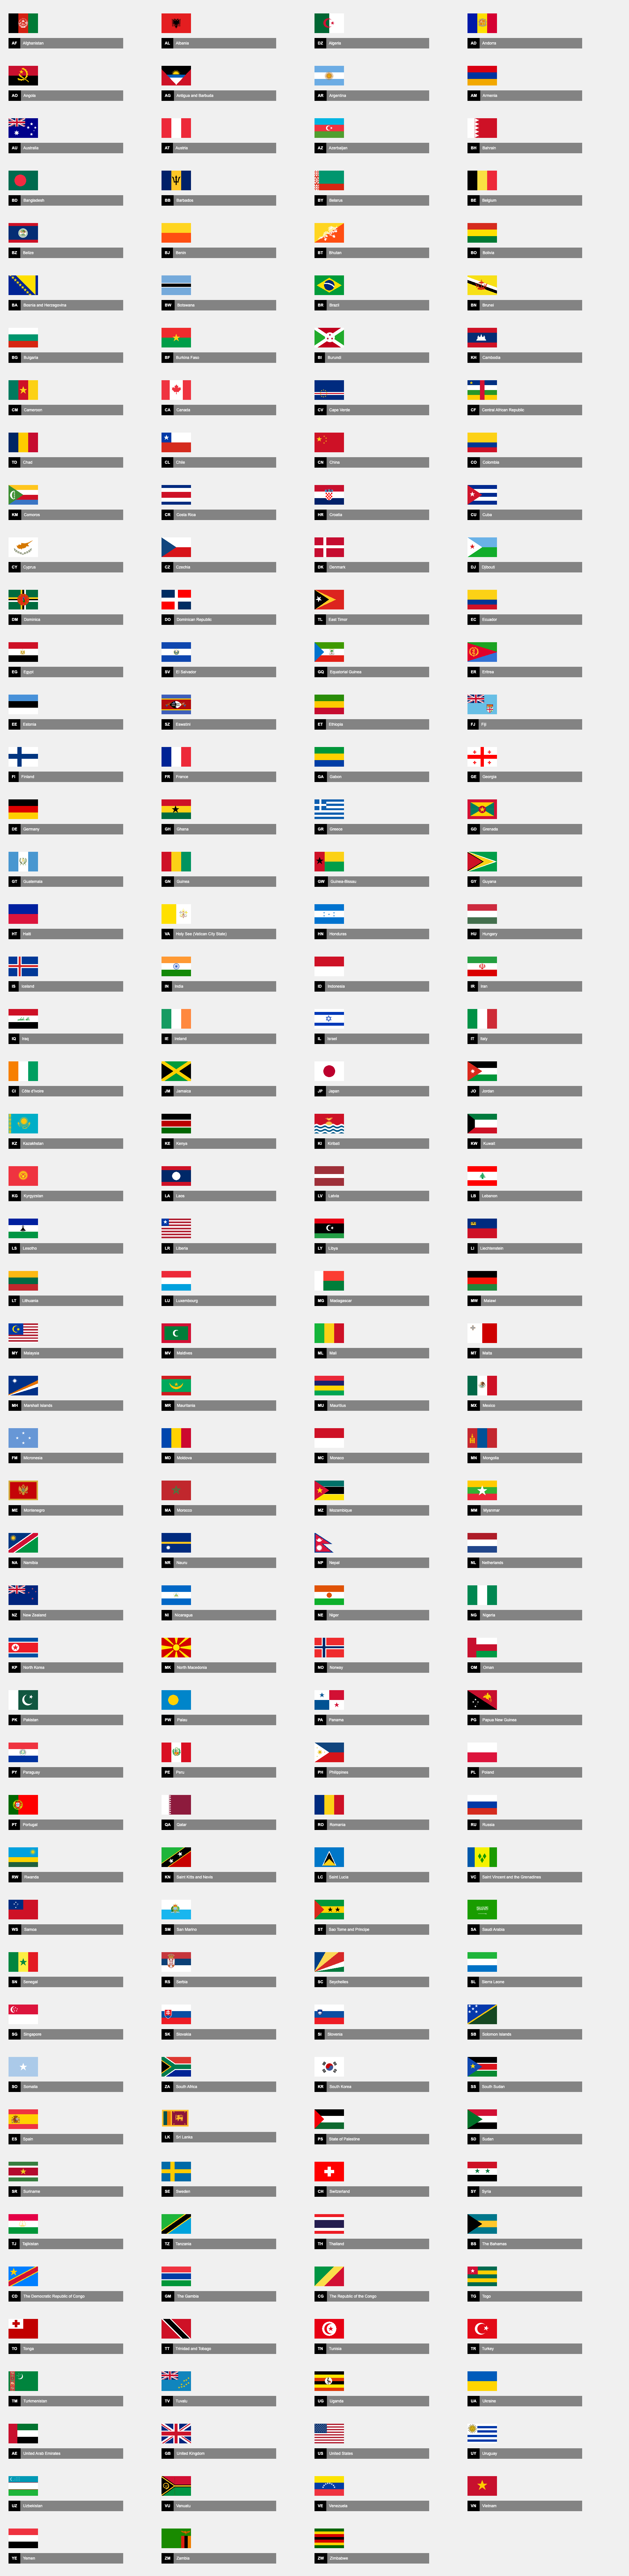 AF Afghanistan AL Albania DZ Algeria AD Andorra
AO Angola AG Antigua and Barbuda AR Argentina AM Armenia
AU Australia AT Austria AZ Azerbaijan BH Bahrain
BD Bangladesh BB Barbados BY Belarus BE Belgium
BZ Belize BJ Benin BT Bhutan BO Bolivia
BA Bosnia and Herzegovina BW Botswana BR Brazil BN Brunei
BG Bulgaria BF Burkina Faso BI Burundi KH Cambodia
CM Cameroon CA Canada CV Cape Verde CF Central African Republic
TD Chad CL Chile CN China CO Colombia
KM Comoros CR Costa Rica HR Croatia CU Cuba
CY Cyprus CZ Czechia DK Denmark DJ Djibouti
DM Dominica DO Dominican Republic TL East Timor EC Ecuador
EG Egypt SV El Salvador GQ Equatorial Guinea ER Eritrea
EE Estonia SZ Eswatini ET Ethiopia FJ Fiji
FI Finland FR France GA Gabon GE Georgia
DE Germany GH Ghana GR Greece GD Grenada
GT Guatemala GN Guinea GW Guinea-Bissau GY Guyana
HT Haiti VA Holy See (Vatican City State) HN Honduras HU Hungary
IS Iceland IN India ID Indonesia IR Iran
IQ Iraq IE Ireland IL Israel IT Italy
CI Côte d'Ivoire JM Jamaica JP Japan JO Jordan
KZ Kazakhstan KE Kenya KI Kiribati KW Kuwait
KG Kyrgyzstan LA Laos LV Latvia LB Lebanon
LS Lesotho LR Liberia LY Libya LI Liechtenstein
LT Lithuania LU Luxembourg MG Madagascar MW Malawi
MY Malaysia MV Maldives ML Mali MT Malta
MH Marshall Islands MR Mauritania MU Mauritius MX Mexico
FM Micronesia MD Moldova MC Monaco MN Mongolia
ME Montenegro MA Morocco MZ Mozambique MM Myanmar
NA Namibia NR Nauru NP Nepal NL Netherlands
NZ New Zealand NI Nicaragua NE Niger NG Nigeria
KP North Korea MK North Macedonia NO Norway OM Oman
PK Pakistan PW Palau PA Panama PG Papua New Guinea
PY Paraguay PE Peru PH Philippines PL Poland
PT Portugal QA Qatar RO Romania RU Russia
RW Rwanda KN Saint Kitts and Nevis LC Saint Lucia VC Saint Vincent and the Grenadines
WS Samoa SM San Marino ST Sao Tome and Principe SA Saudi Arabia
SN Senegal RS Serbia SC Seychelles SL Sierra Leone
SG Singapore SK Slovakia SI Slovenia SB Solomon Islands
SO Somalia ZA South Africa KR South Korea SS South Sudan
ES Spain LK Sri Lanka PS State of Palestine SD Sudan
SR Suriname SE Sweden CH Switzerland SY Syria
TJ Tajikistan TZ Tanzania TH Thailand BS The Bahamas
CD The Democratic Republic of Congo GM The Gambia CG The Republic of the Congo TG Togo
TO Tonga TT Trinidad and Tobago TN Tunisia TR Turkey
TM Turkmenistan TV Tuvalu UG Uganda UA Ukraine
AE United Arab Emirates GB United Kingdom US United States UY Uruguay
UZ Uzbekistan VU Vanuatu VE Venezuela VN Vietnam
YE Yemen ZM Zambia ZW Zimbabwe